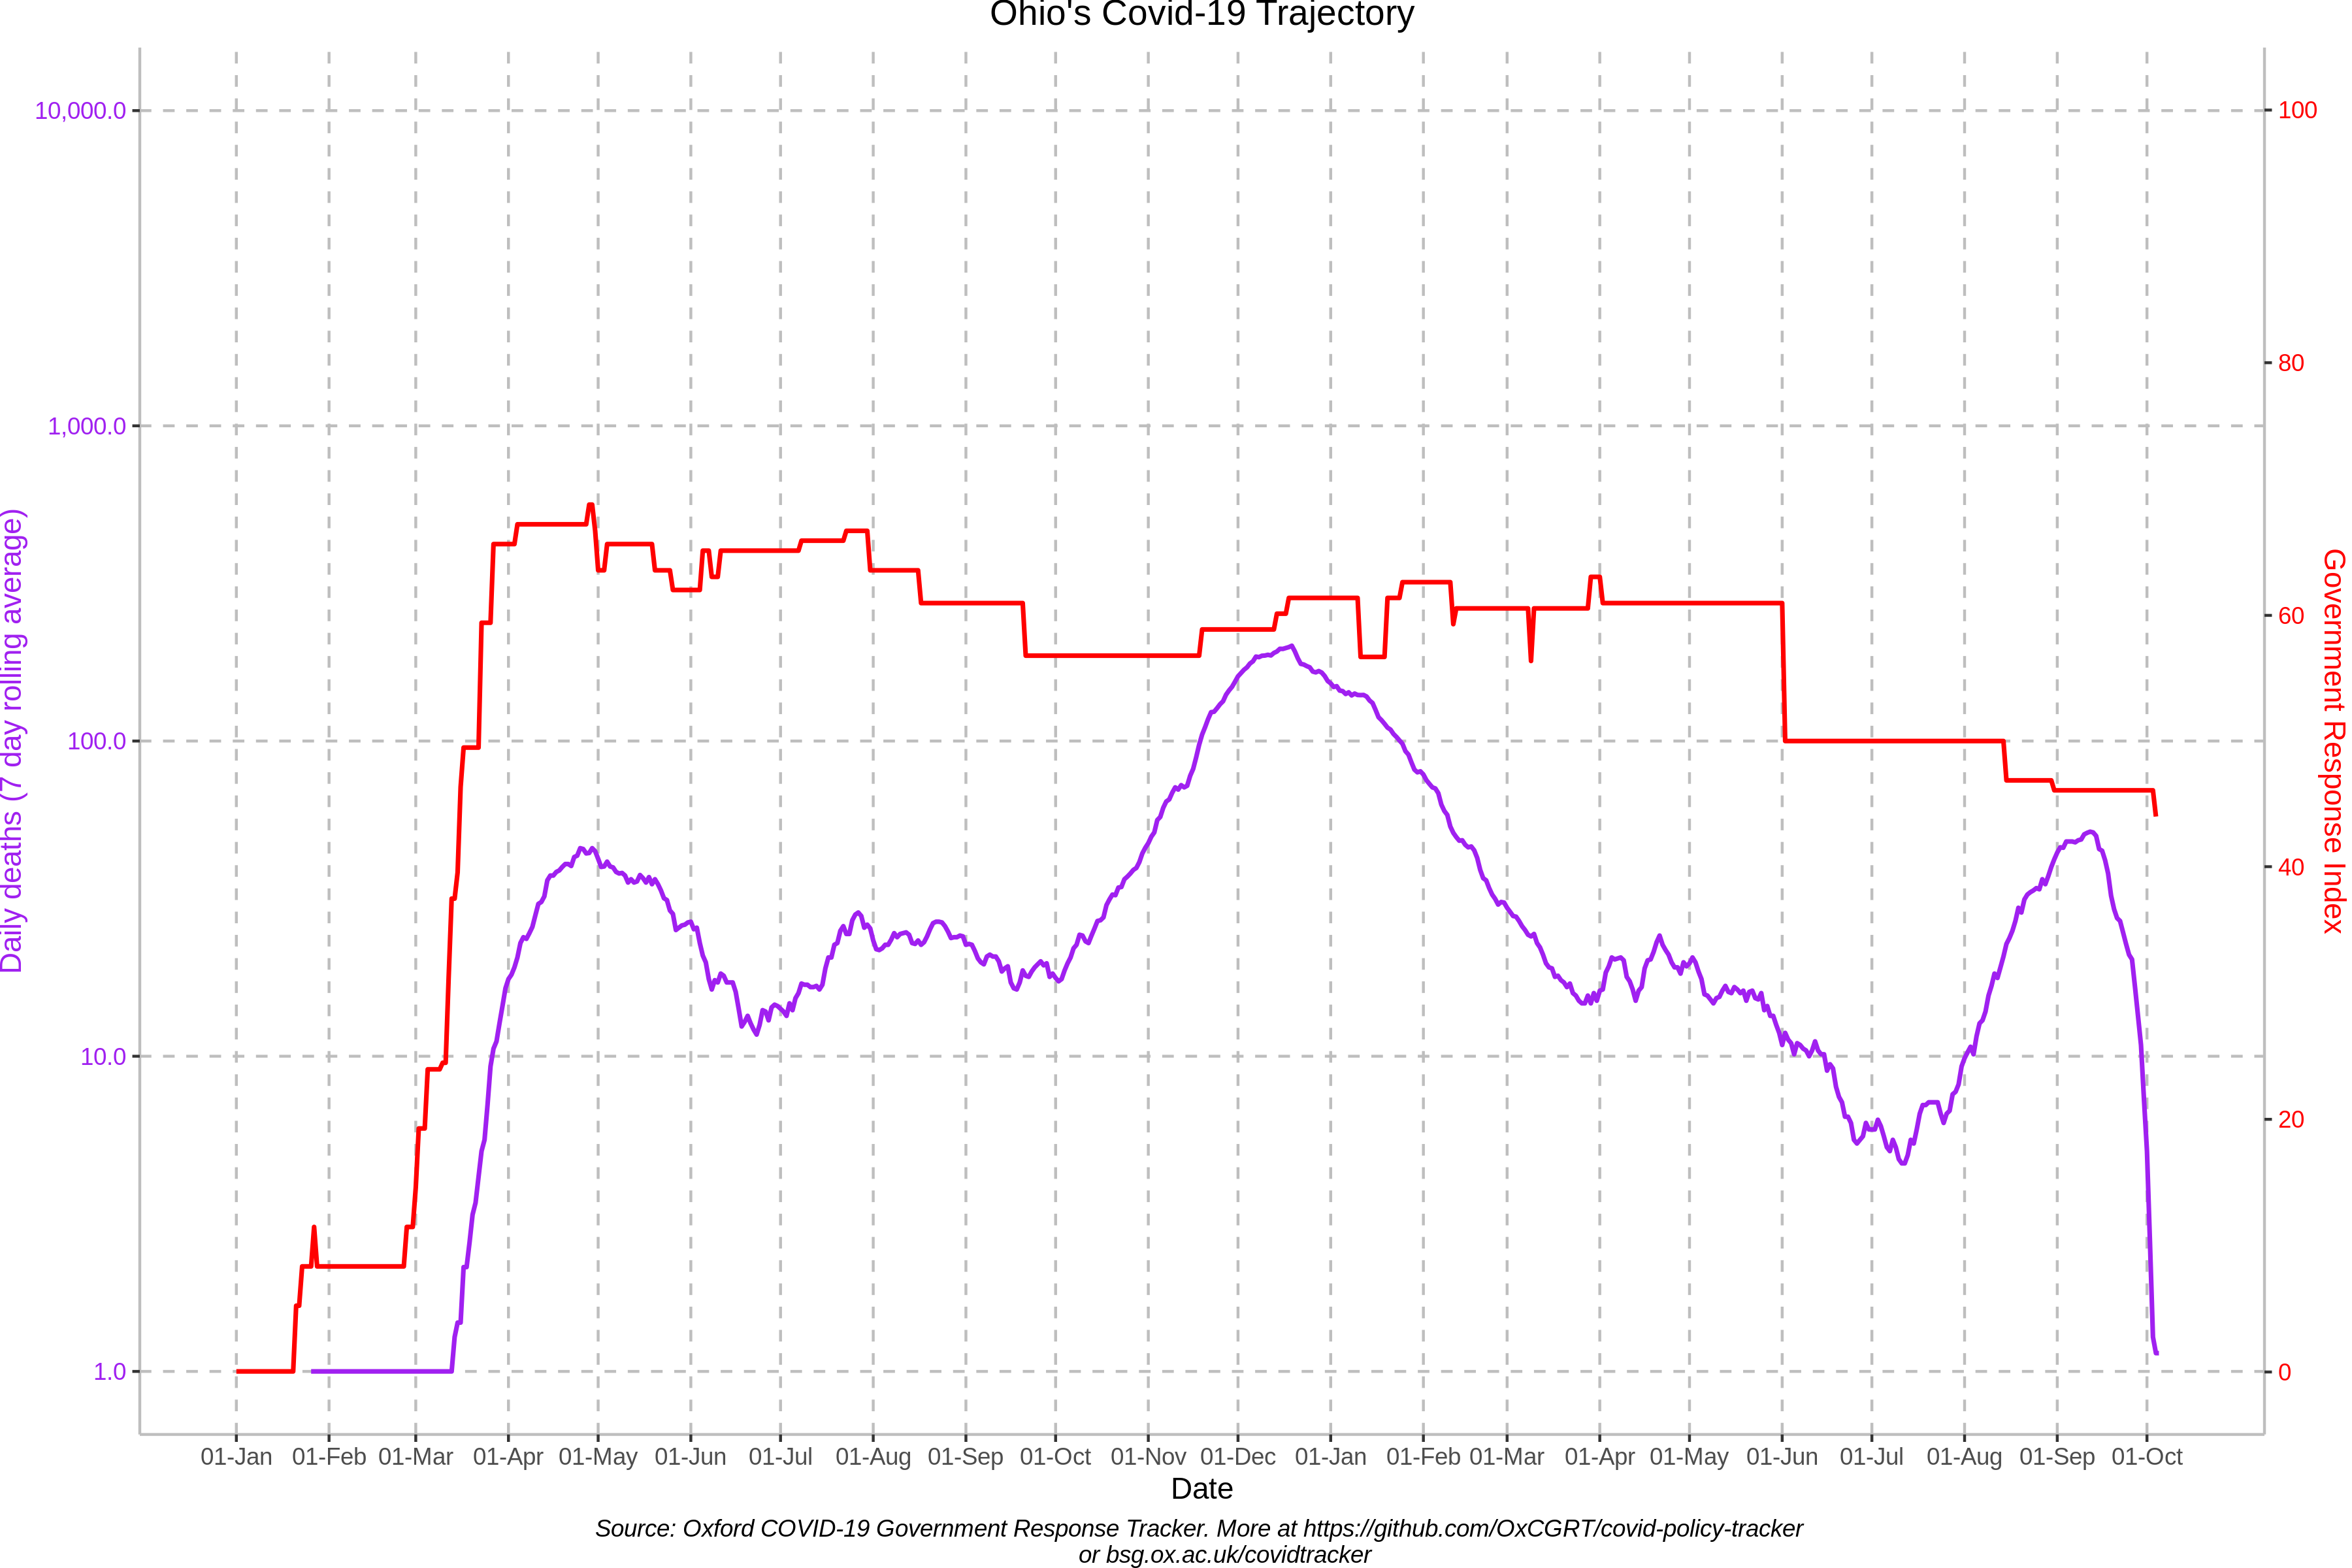 Ohio's Covid-19 Trajectory
10,000.0
1,000.0
100.0
10.0
1.0
Daily deaths (7 day rolling average)
100
80
60
40
20
0
Government Response Index
01-Jan 01-Feb 01-Mar 01-Apr 01-May 01-Jun 01-Jul 01-Aug 01-Sep 01-Oct 01-Nov 01-Dec 01-Jan 01-Feb 01-Mar 01-Apr 01-May 01-Jun 01-Jul 01-Aug 01-Sep 01-Oct
Date
Source: Oxford COVID-19 Government Response Tracker. More at https://github.com/OxCGRT/covid-policy-tracker
or bsg.ox.ac.uk/covidtracker